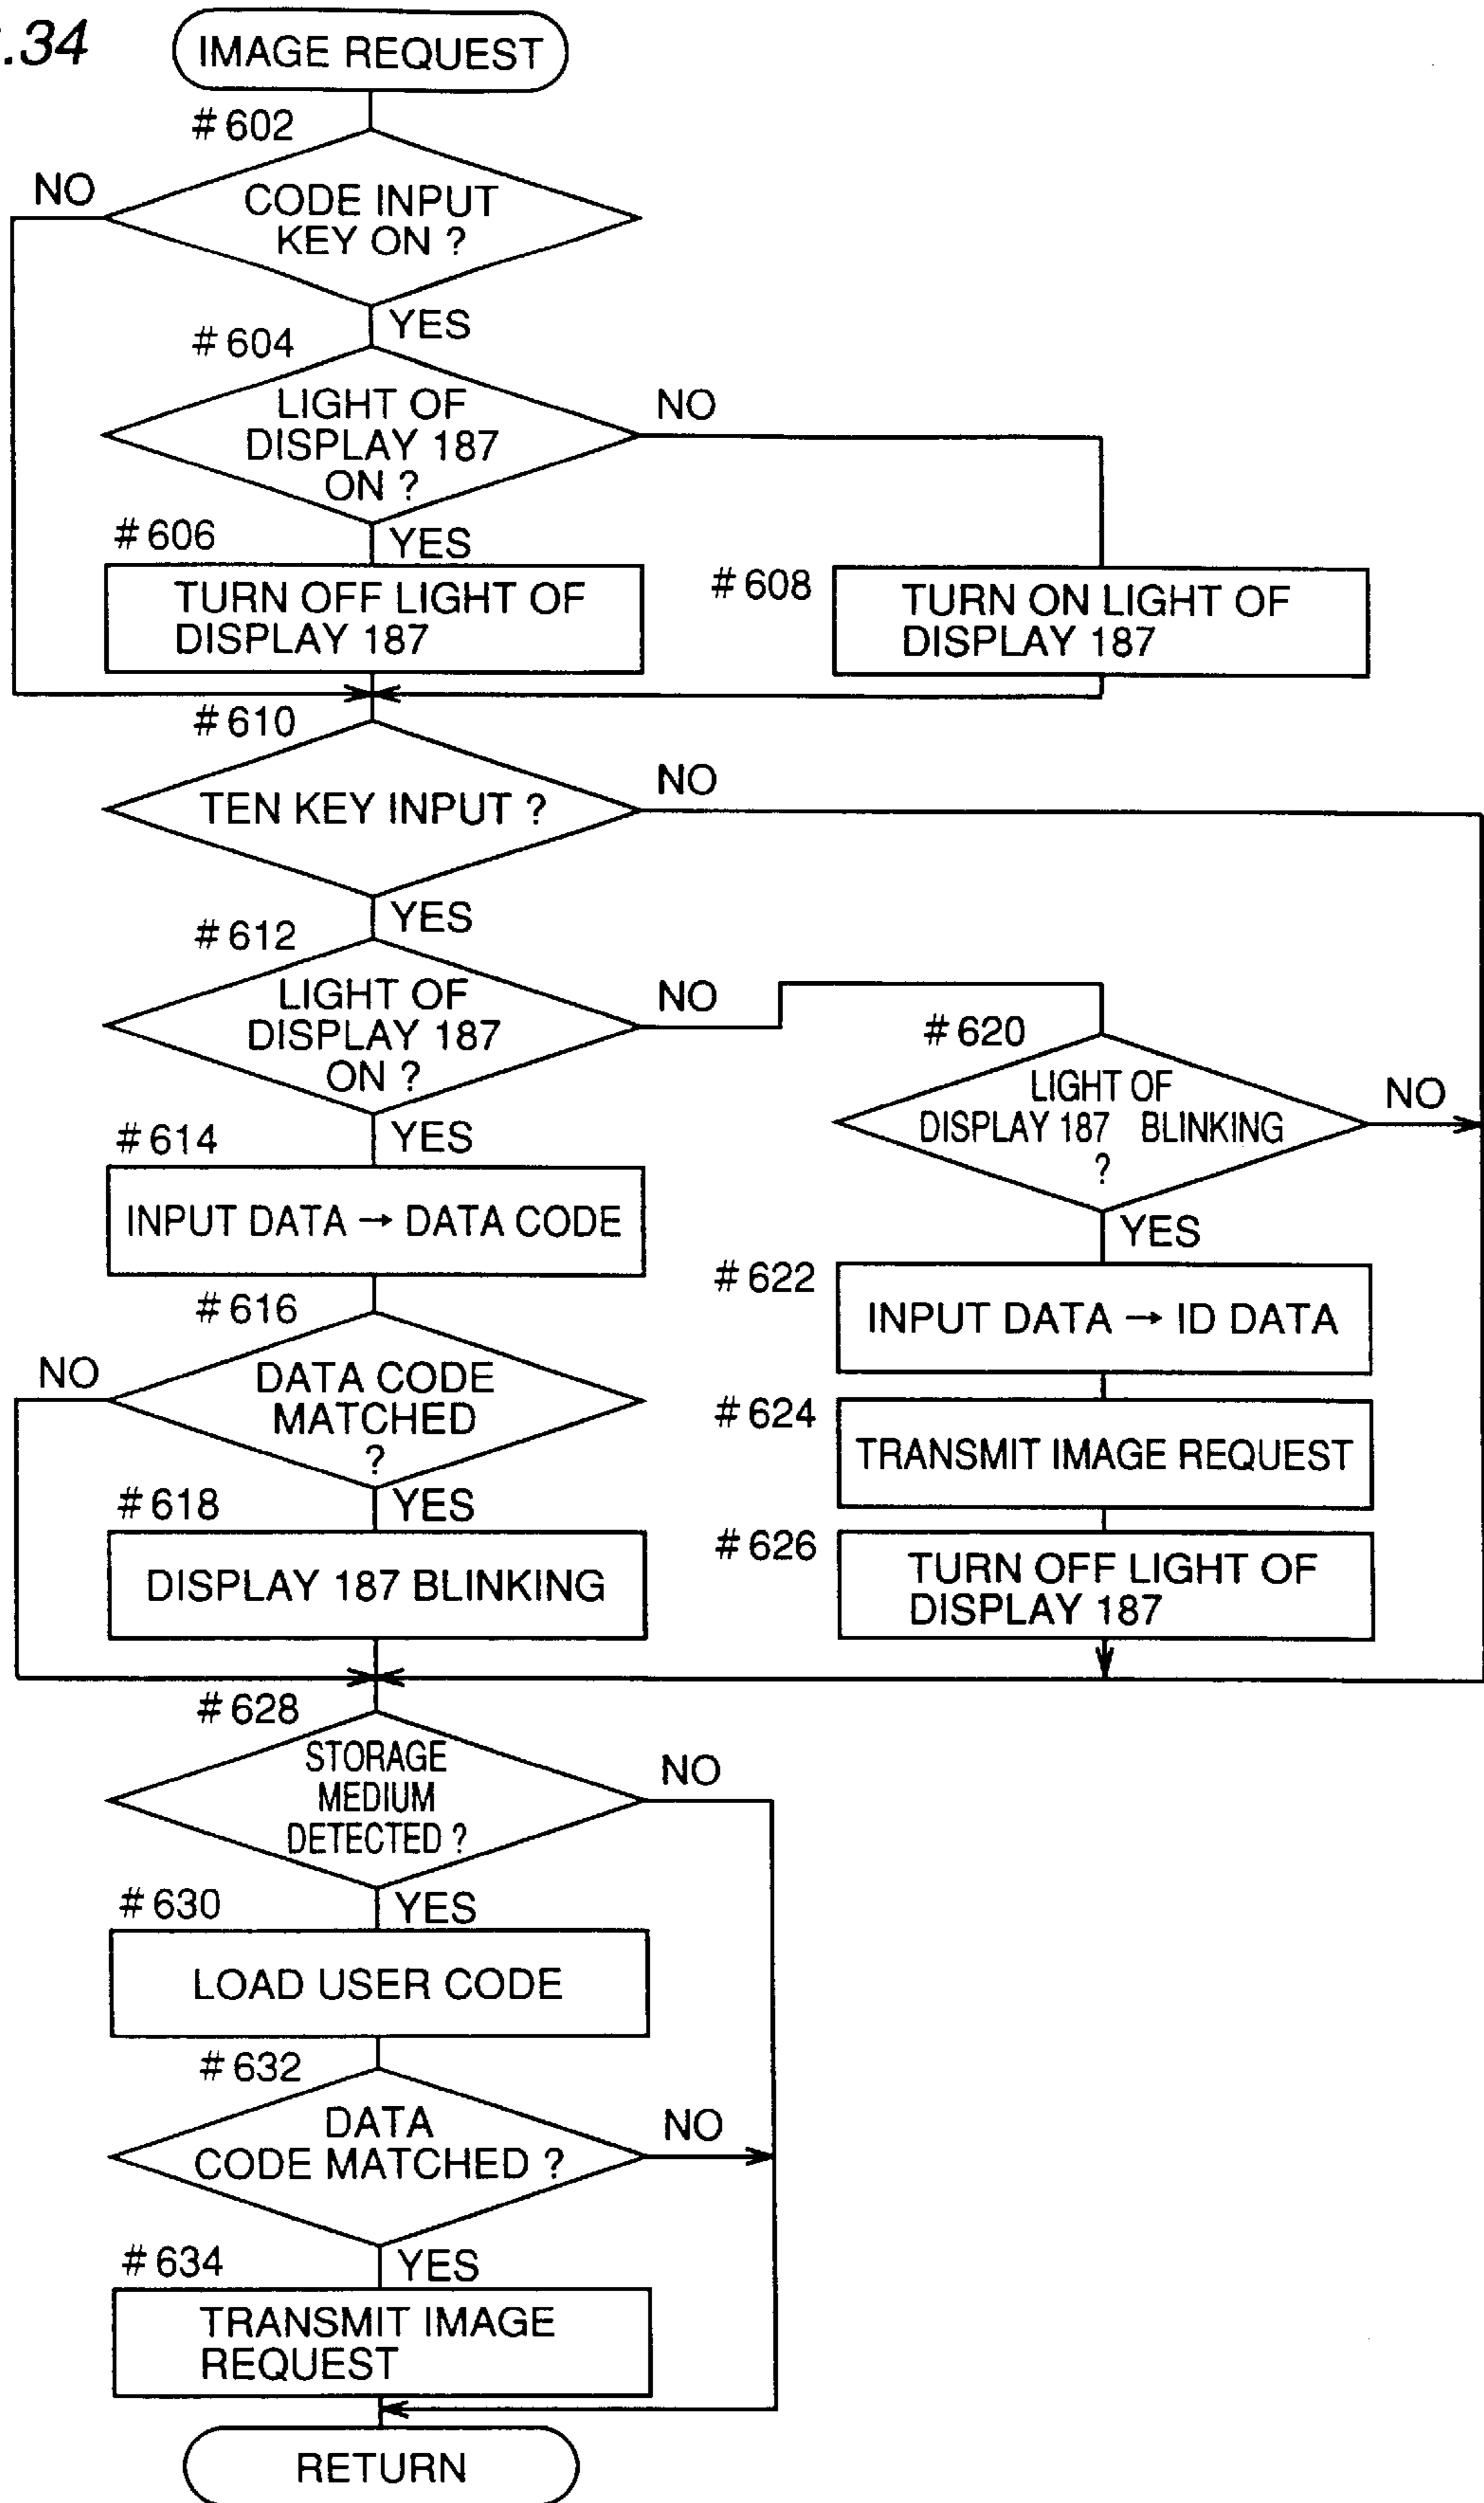 .34
IMAGE REQUEST
#602
NO
CODE INPUT
KEY ON ?
YES
#604
LIGHT OF
DISPLAY 187
ON ?
NO
#606
YES
TURN OFF LIGHT OF
DISPLAY 187
#608
TURN ON LIGHT OF
DISPLAY 187
#610
TEN KEY INPUT ?
NO
YES
#612
LIGHT OF
DISPLAY 187
ON ?
NO
#620
LIGHT OF
DISPLAY 187 BLINKING
?
NO
#614
YES
INPUT DATA → DATA CODE
YES
#622
INPUT DATA → ID DATA
#616
NO
DATA CODE
MATCHED
?
#624
TRANSMIT IMAGE REQUEST
#618
YES
DISPLAY 187 BLINKING
#626
TURN OFF LIGHT OF
DISPLAY 187
#628
STORAGE
MEDIUM
DETECTED ?
NO
#630
YES
LOAD USER CODE
#632
DATA
CODE MATCHED ?
NO
#634
YES
TRANSMIT IMAGE
REQUEST
RETURN